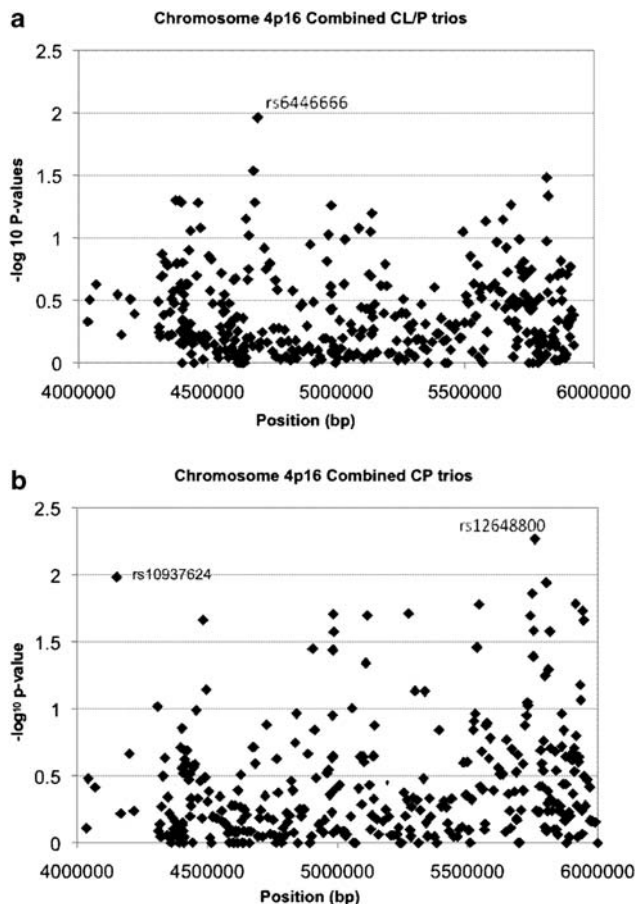 a
Chromosome 4p16 Combined CL/P trios
2.5
rs6446666
2
1.5
1
0.5
0
-log 10 P-values
4000000 4500000 5000000 5500000 6000000
Position (bp)
b
Chromosome 4p16 Combined CP trios
2.5
rs12648800
2
rs10937624
1.5
1
0.5
0
-log¹⁰ p-value
4000000 4500000 5000000 5500000 6000000
Position (bp)